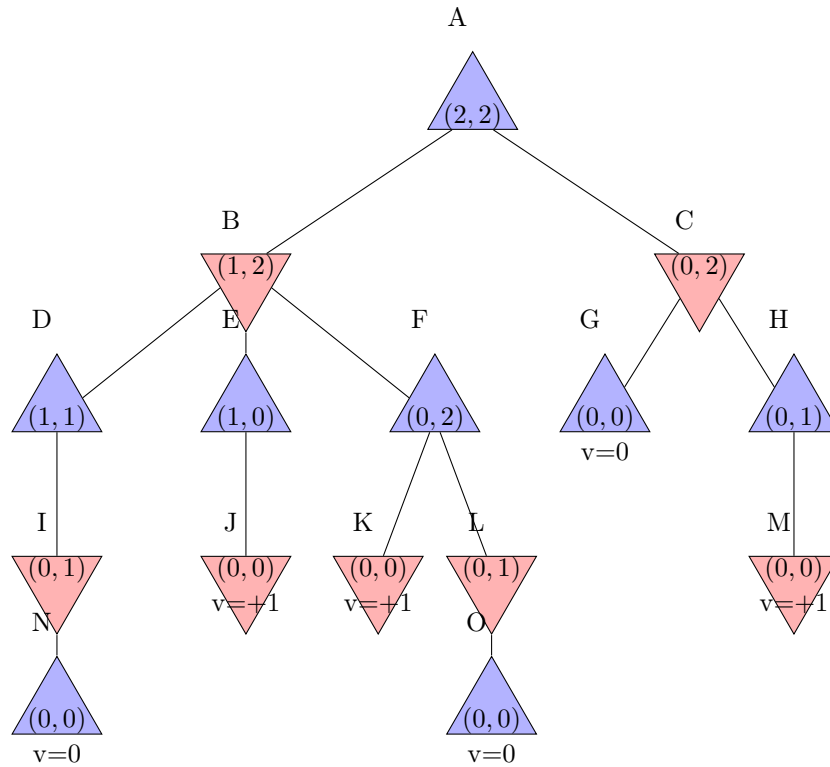 A
(2, 2)
B
C
(1, 2)
(0, 2)
D
E
F
G
H
(1, 1)
(1, 0)
(0, 2)
(0, 0)
(0, 1)
v=0
I
J
K
L
M
(0, 1)
(0, 0)
(0, 0)
(0, 1)
(0, 0)
v=+1
v=+1
v=+1
N
O
(0, 0)
(0, 0)
v=0
v=0